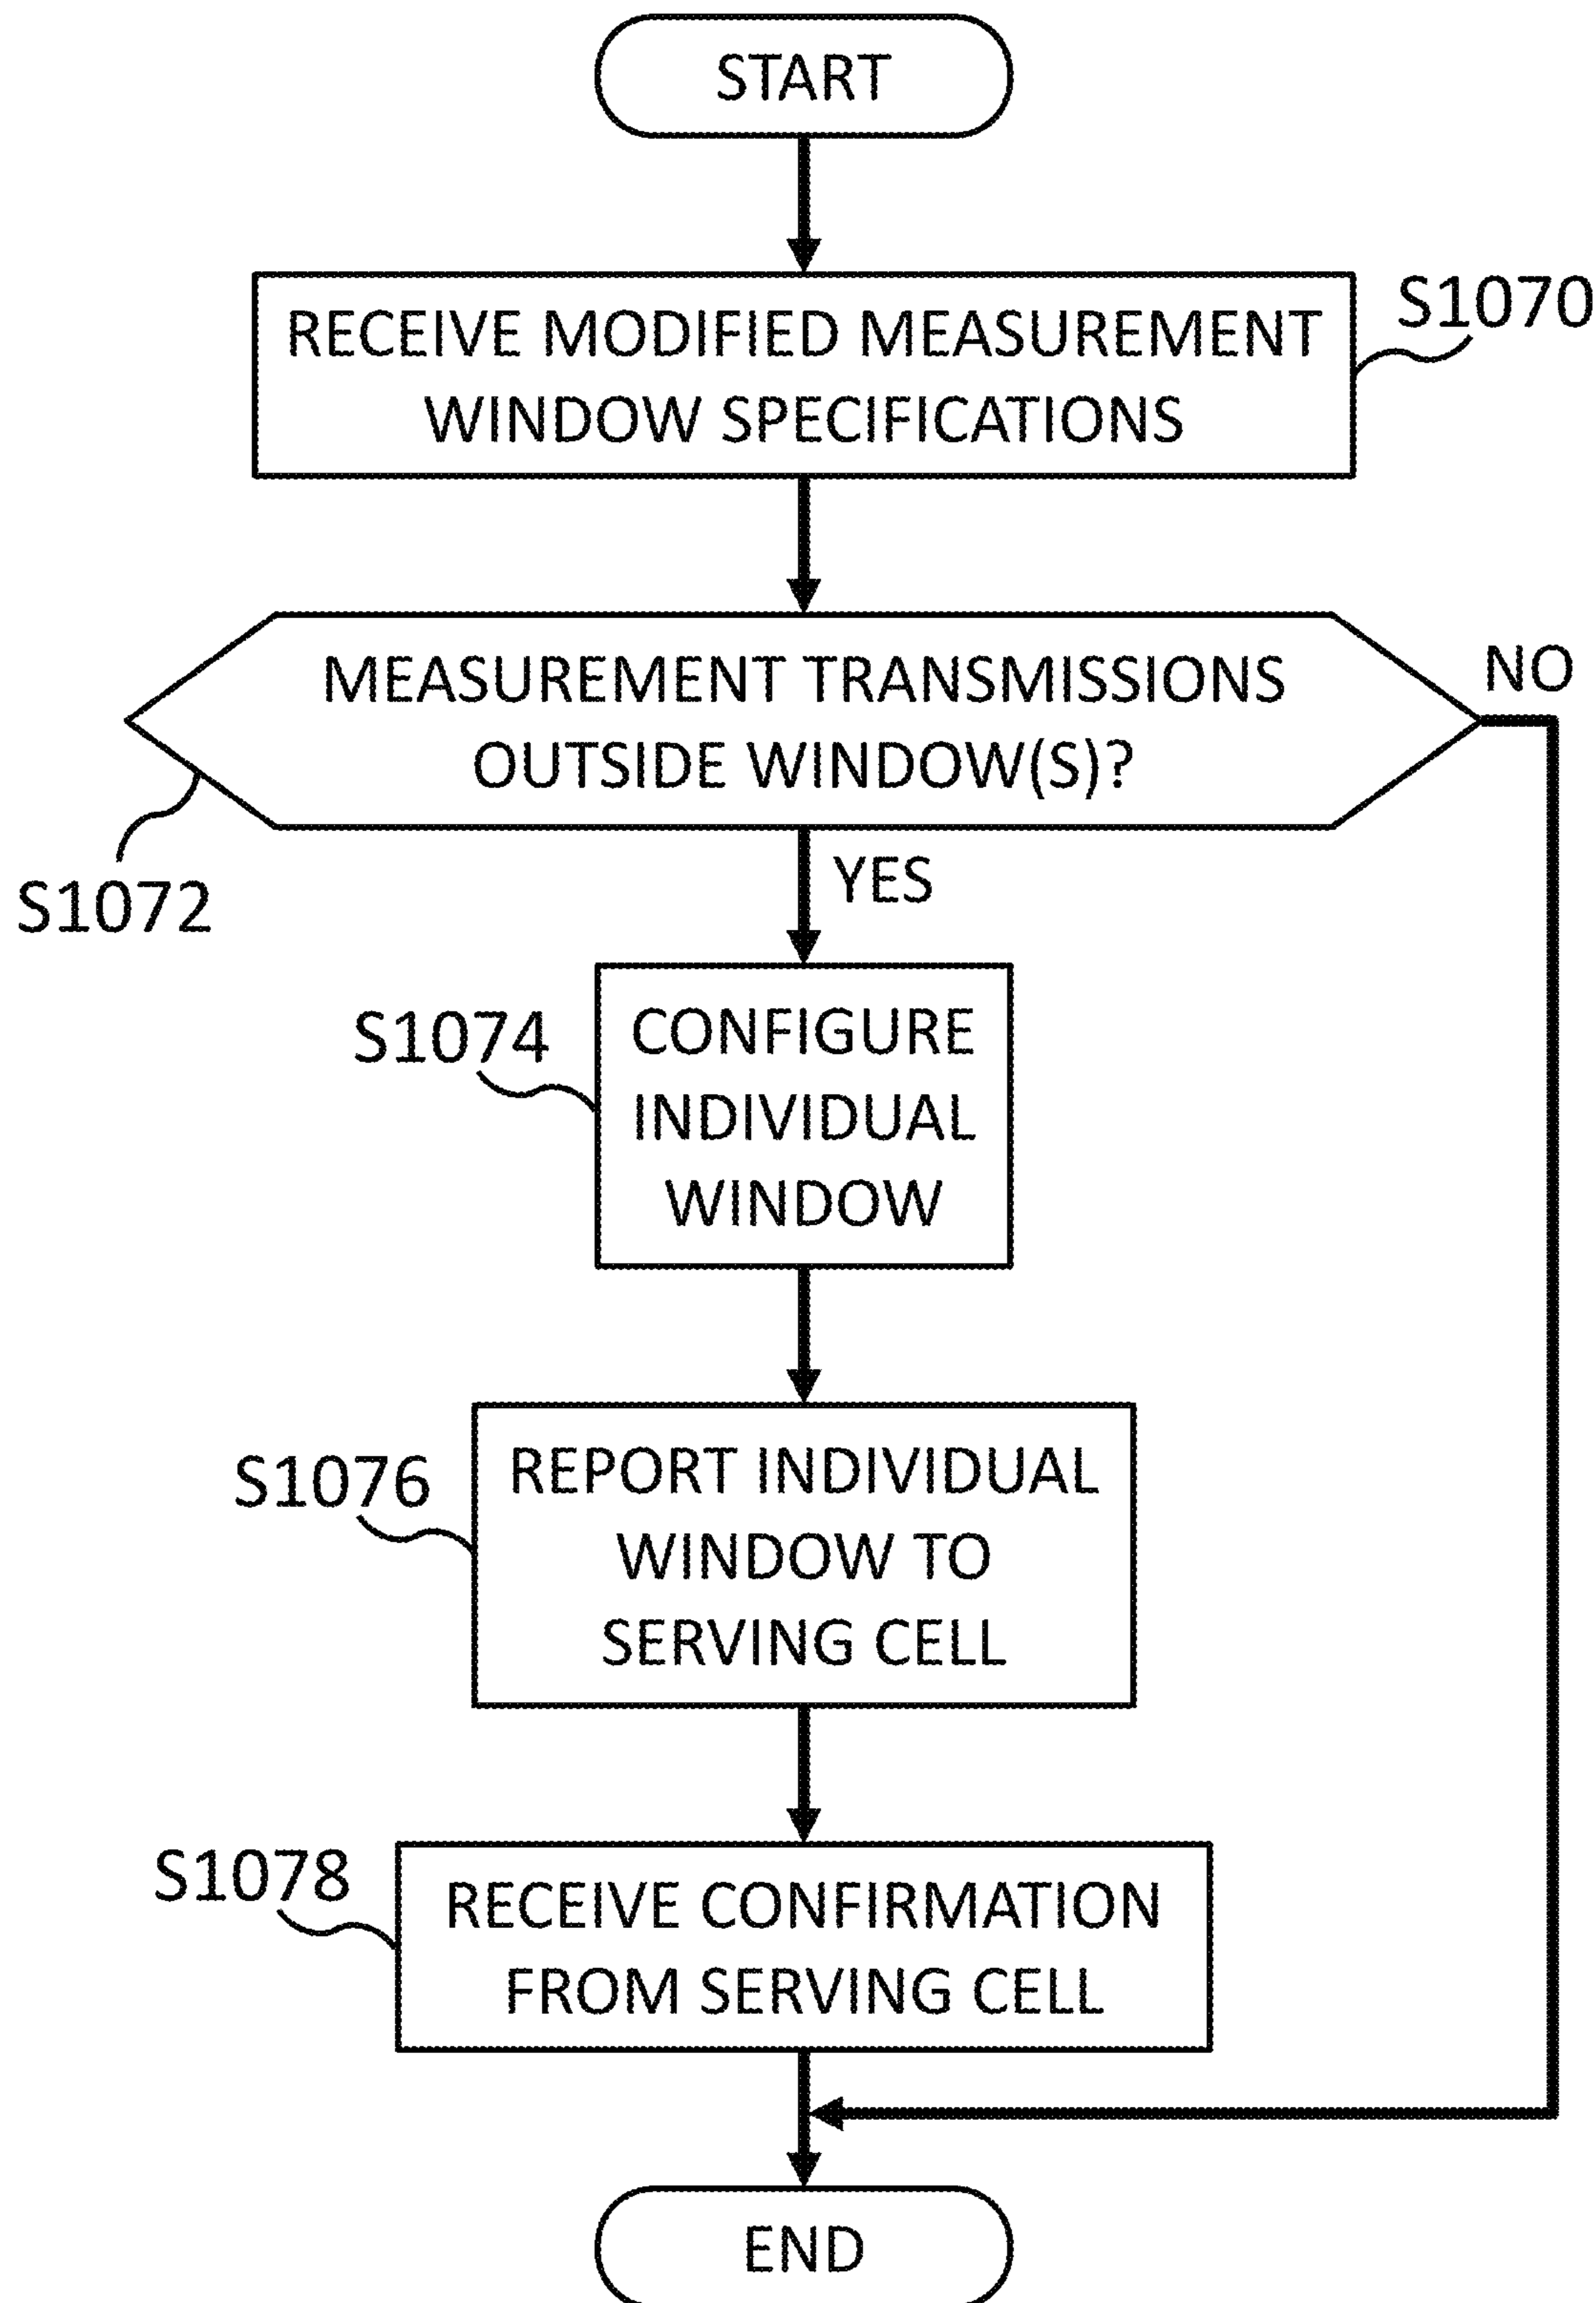 START
RECEIVE MODIFIED MEASUREMENT
WINDOW SPECIFICATIONS
S1070
MEASUREMENT TRANSMISSIONS
OUTSIDE WINDOW(S)?
NO
S1072
YES
S1074
CONFIGURE
INDIVIDUAL
WINDOW
S1076
REPORT INDIVIDUAL
WINDOW TO
SERVING CELL
S1078
RECEIVE CONFIRMATION
FROM SERVING CELL
END